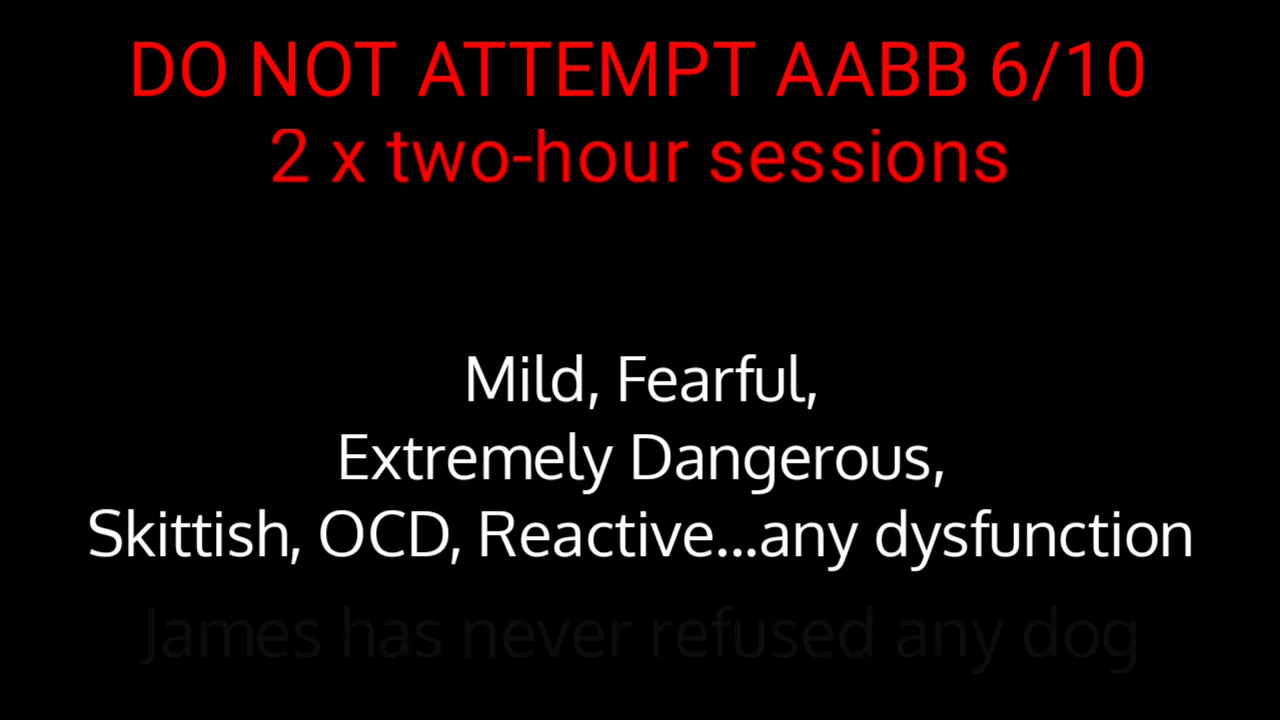 DO NOT ATTEMPT AABB 6/10
2 x two-hour sessions
Mild, Fearful,
Extremely Dangerous,
Skittish, OCD, Reactive...any dysfunction
James has never refused any dog